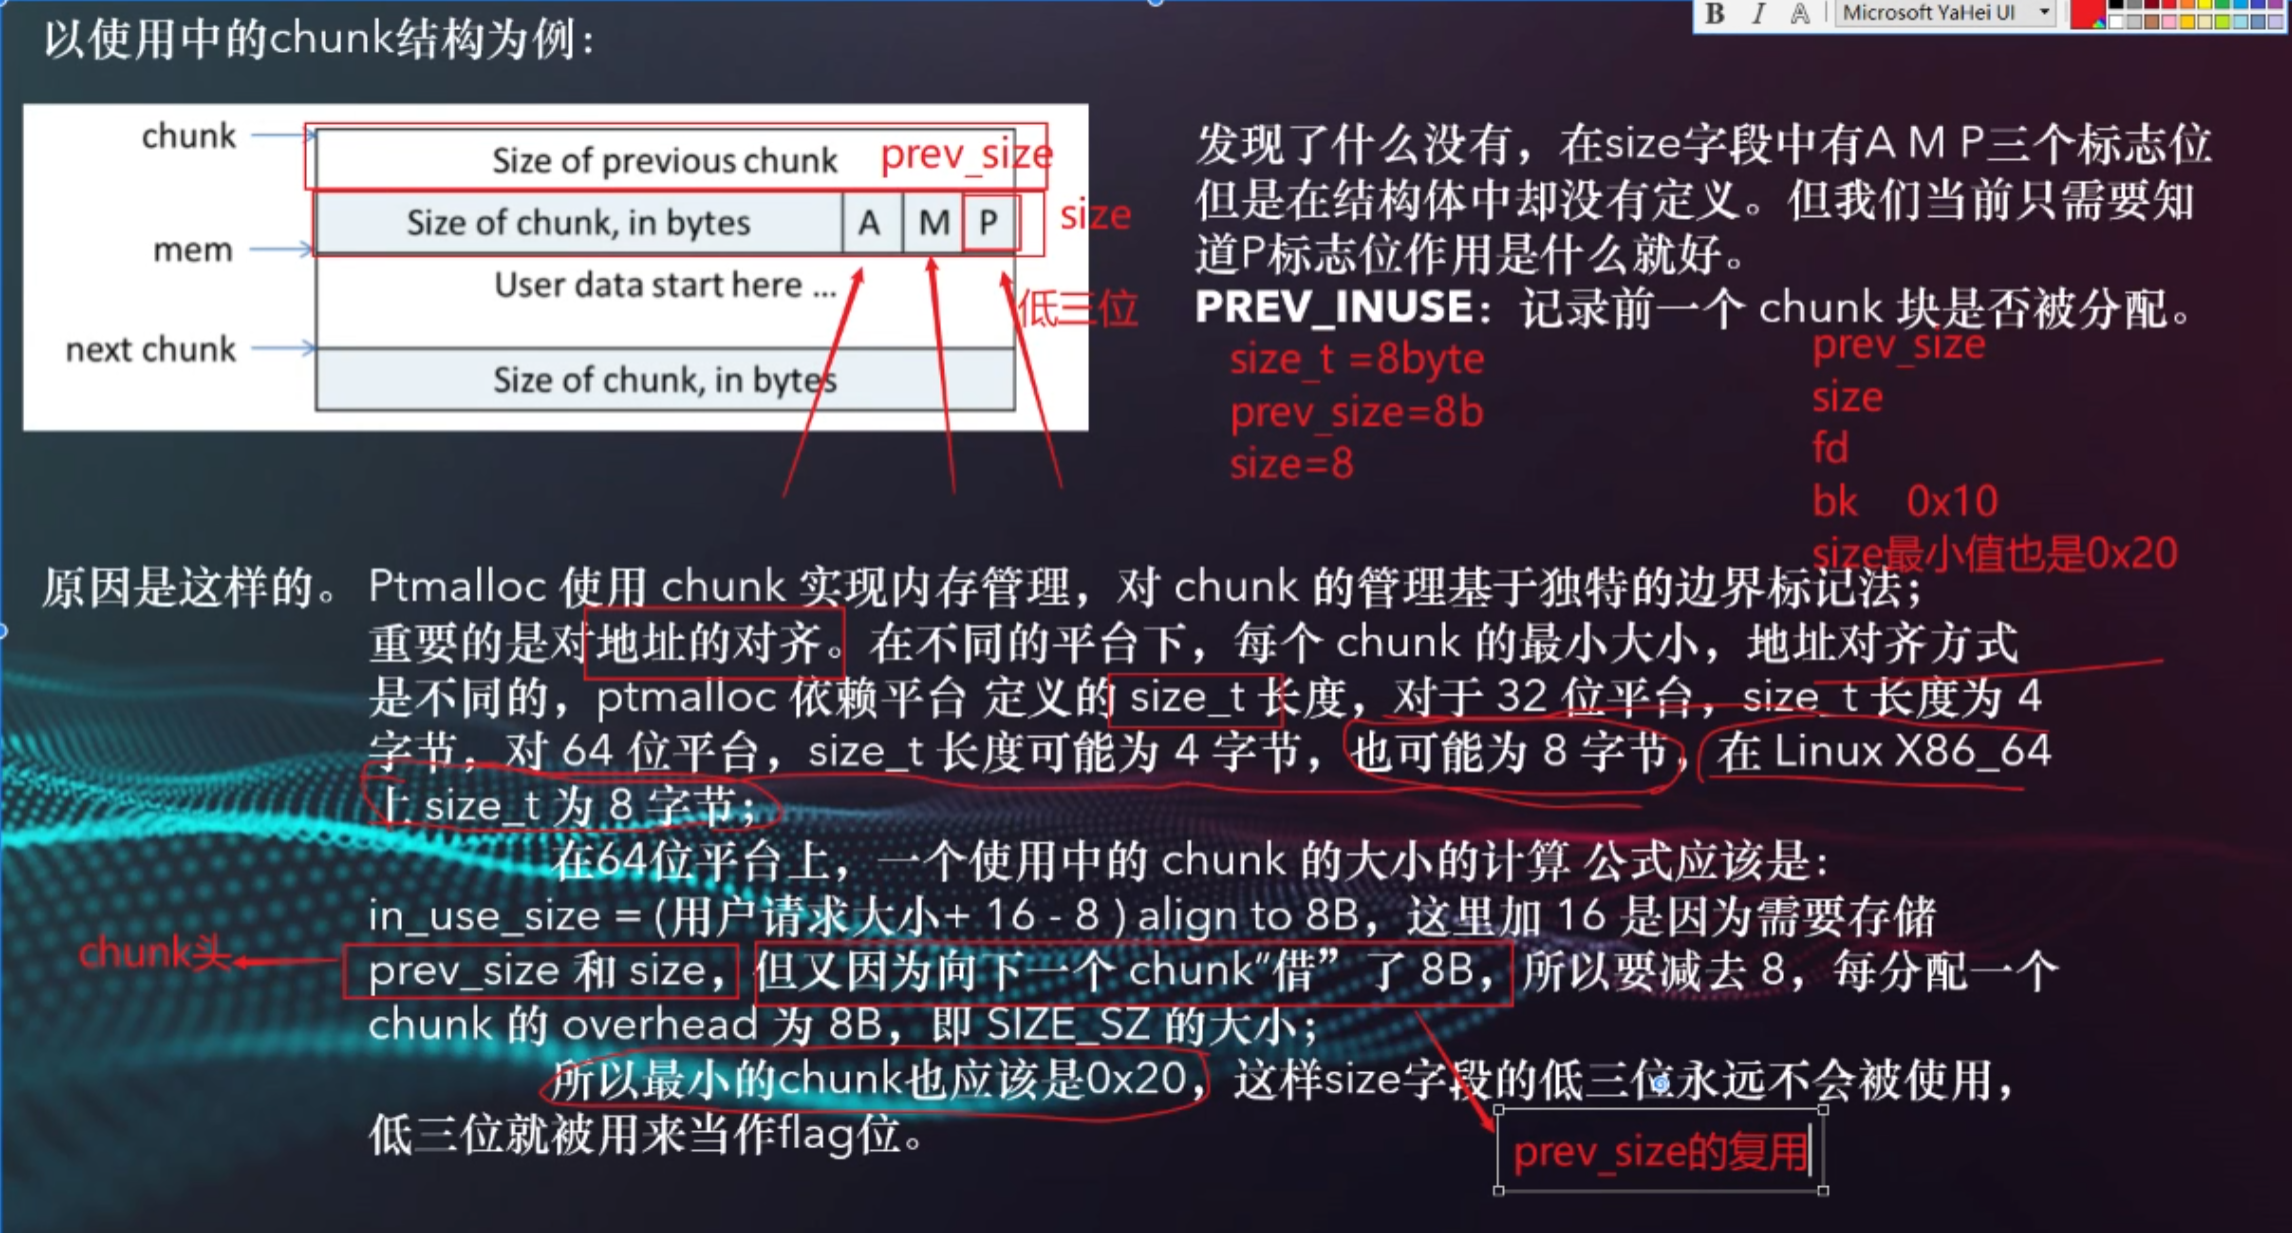 B I A Microsoft YaHei UI
以使用中的chunk结构为例：
chunk
Size of previous chunk
prev_size
Size of chunk, in bytes A M P
size
mem
User data start here ...
低三位
next chunk
Size of chunk, in bytes
发现了什么没有，在size字段中有A M P三个标志位
但是在结构体中却没有定义。但我们当前只需要知
道P标志位作用是什么就好。
PREV_INUSE：记录前一个 chunk 块是否被分配。
size_t =8byte
prev_size=8b
size=8
prev_size
size
fd
bk 0x10
size最小值也是0x20
原因是这样的。 Ptmalloc 使用 chunk 实现内存管理，对 chunk 的管理基于独特的边界标记法；
重要的是对地址的对齐。在不同的平台下，每个 chunk 的最小大小，地址对齐方式
是不同的，ptmalloc 依赖平台 定义的 size_t 长度，对于 32 位平台，size_t 长度为 4
字节，对 64 位平台，size_t 长度可能为 4 字节，也可能为 8 字节，在 Linux X86_64
上 size_t 为 8 字节；
在64位平台上，一个使用中的 chunk 的大小的计算 公式应该是：
in_use_size = (用户请求大小+ 16 - 8 ) align to 8B，这里加 16 是因为需要存储
chunk头
prev_size 和 size，但又因为向下一个 chunk“借” 了 8B，所以要减去 8，每分配一个
chunk 的 overhead 为 8B，即 SIZE_SZ 的大小；
所以最小的chunk也应该是0x20，这样size字段的低三位永远不会被使用，
低三位就被用来当作flag位。
prev_size的复用